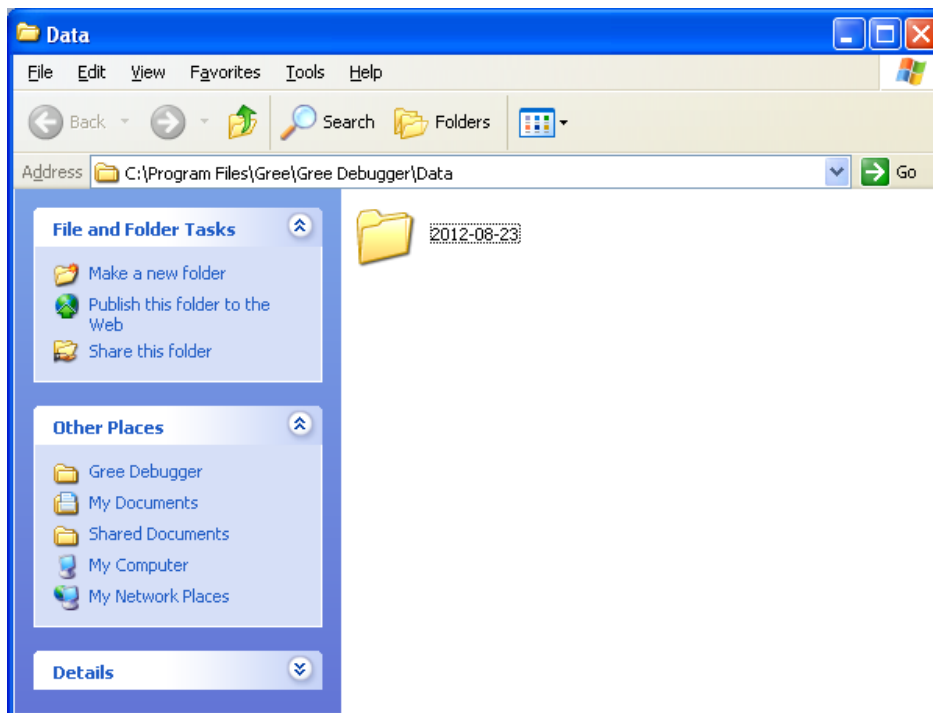 Data
File Edit View Favorites Tools Help
Back Search Folders
Address C:\Program Files\Gree\Gree Debugger\Data Go
File and Folder Tasks
Make a new folder
Publish this folder to the
Web
Share this folder
Other Places
Gree Debugger
My Documents
Shared Documents
My Computer
My Network Places
Details
2012-08-23